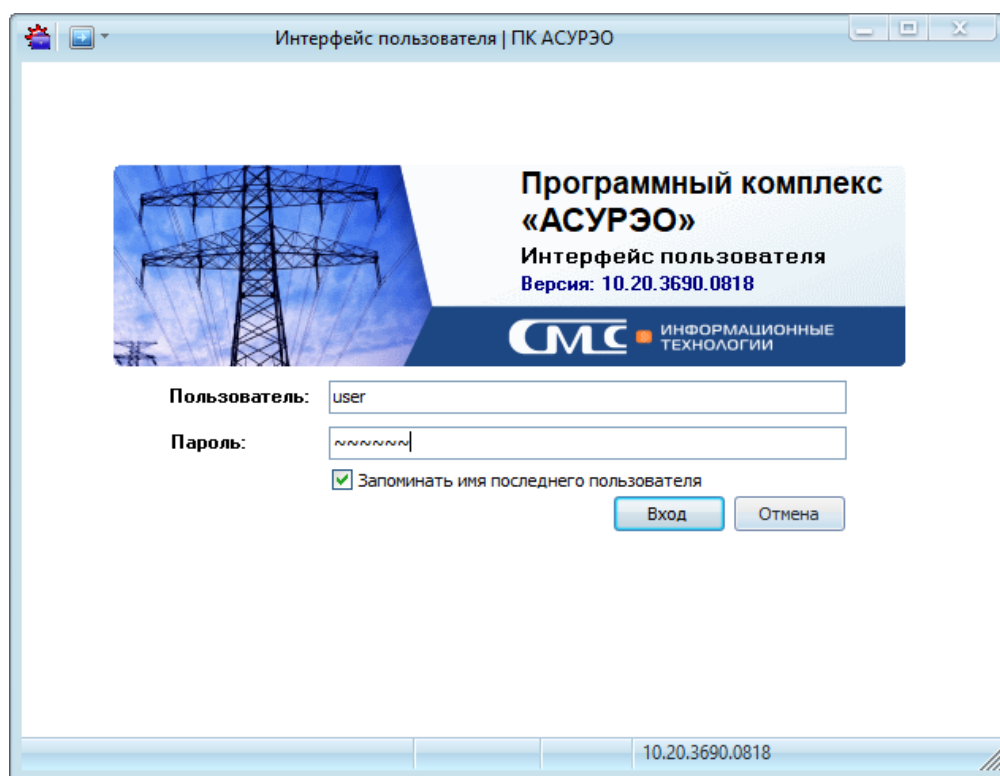 Интерфейс пользователя | ПК АСУРЭО
Программный комплекс
«АСУРЭО»
Интерфейс пользователя
Версия: 10.20.3690.0818
СМС ИНФОРМАЦИОННЫЕ
ТЕХНОЛОГИИ
Пользователь: user
Пароль: ~~~~~~
Запоминать имя последнего пользователя
Вход Отмена
10.20.3690.0818